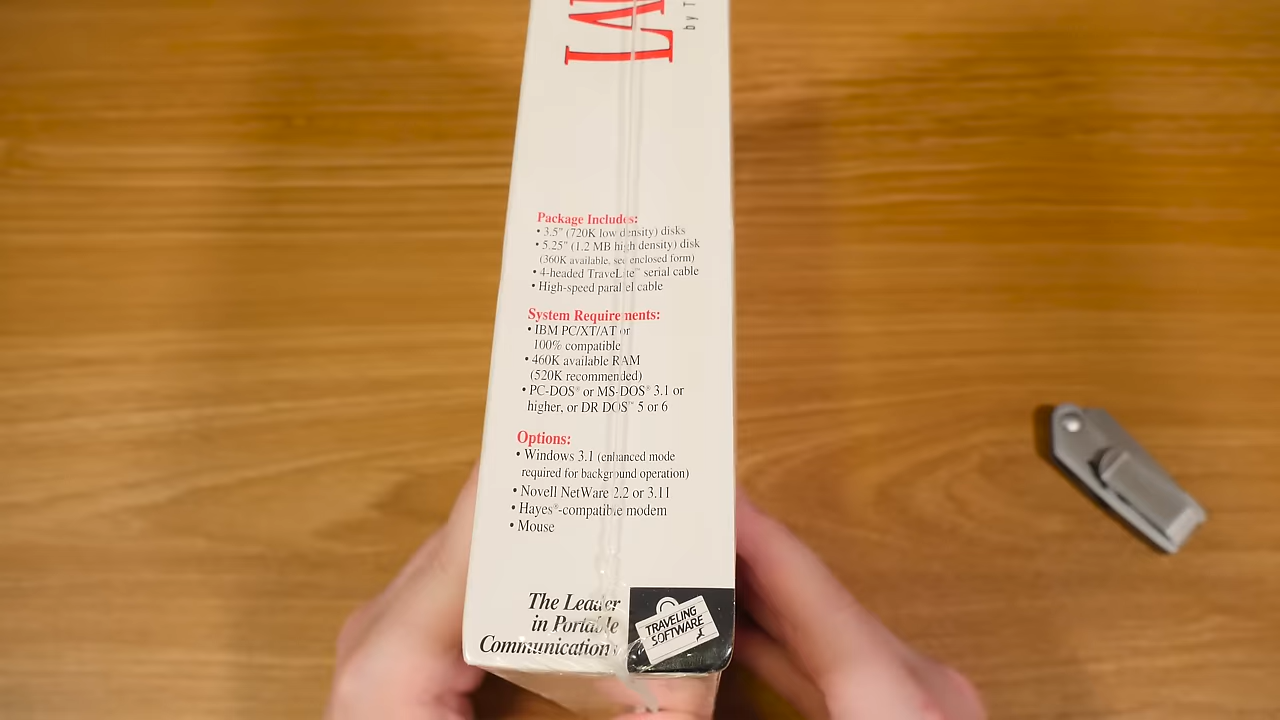 by T
Package Includes:
• 3.5" (720K low density) disks
• 5.25" (1.2 MB high density) disk
(360K available, see enclosed form)
• 4-headed TraveLite™ serial cable
• High-speed parallel cable
System Requirements:
• IBM PC/XT/AT or
100% compatible
• 460K available RAM
(520K recommended)
• PC-DOS® or MS-DOS® 3.1 or
higher, or DR DOS™ 5 or 6
Options:
• Windows 3.1 (enhanced mode
required for background operation)
• Novell NetWare 2.2 or 3.11
• Hayes®-compatible modem
• Mouse
The Leader
in Portable
Communications
TRAVELING
SOFTWARE